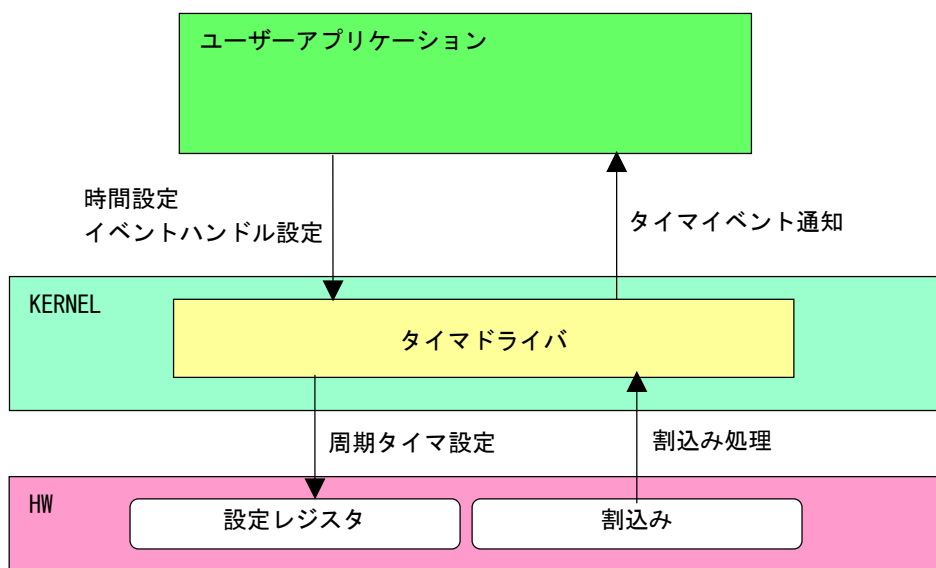 ユーザーアプリケーション
時間設定
イベントハンドル設定
タイマイベント通知
KERNEL
タイマドライバ
周期タイマ設定
割込み処理
HW
設定レジスタ
割込み